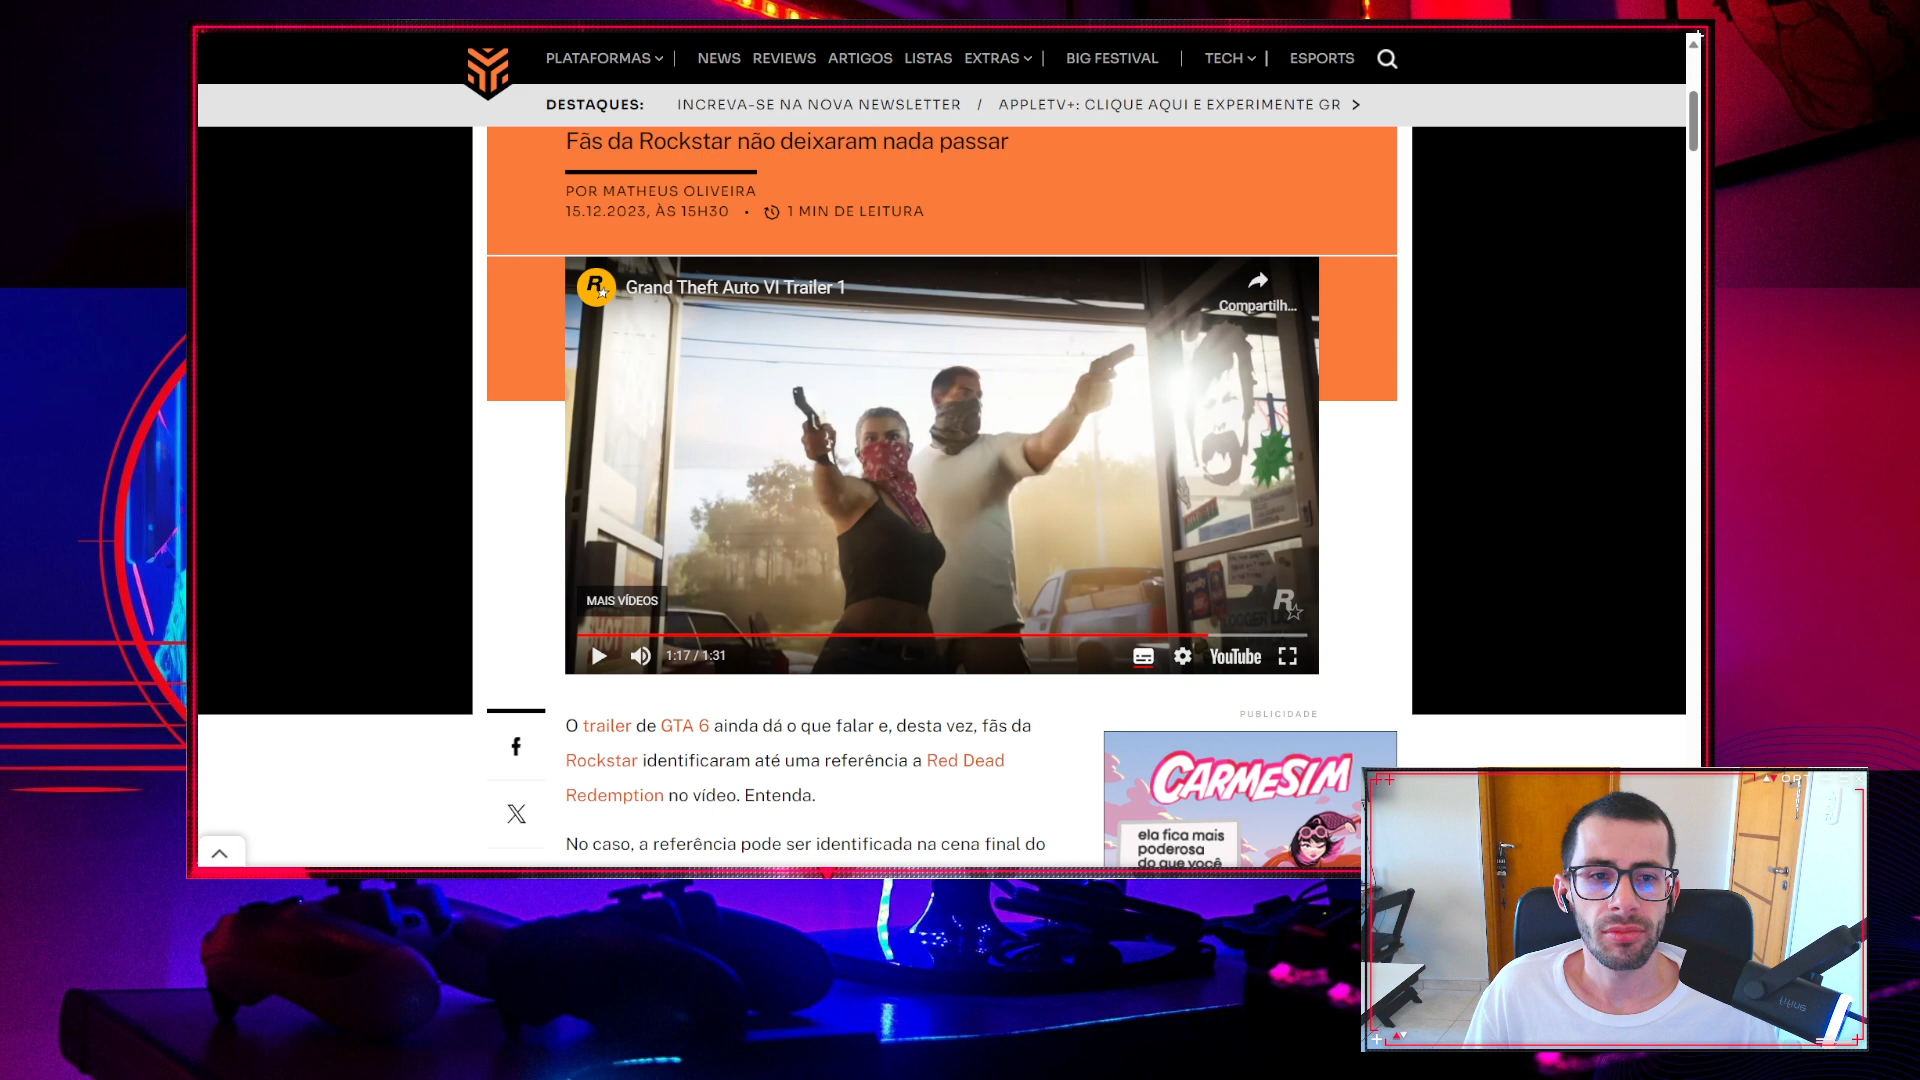 PLATAFORMAS NEWS REVIEWS ARTIGOS LISTAS EXTRAS BIG FESTIVAL TECH ESPORTS
DESTAQUES: INCREVA-SE NA NOVA NEWSLETTER / APPLETV+: CLIQUE AQUI E EXPERIMENTE GR
Fãs da Rockstar não deixaram nada passar
POR MATHEUS OLIVEIRA
15.12.2023, ÀS 15H30 • 1 MIN DE LEITURA
Grand Theft Auto VI Trailer 1
Compartilh...
MAIS VÍDEOS
1:17 / 1:31
YouTube
O trailer de GTA 6 ainda dá o que falar e, desta vez, fãs da
Rockstar identificaram até uma referência a Red Dead
Redemption no vídeo. Entenda.
No caso, a referência pode ser identificada na cena final do
PUBLICIDADE
CARMESIM
ela fica mais
poderosa
do que você
fifine